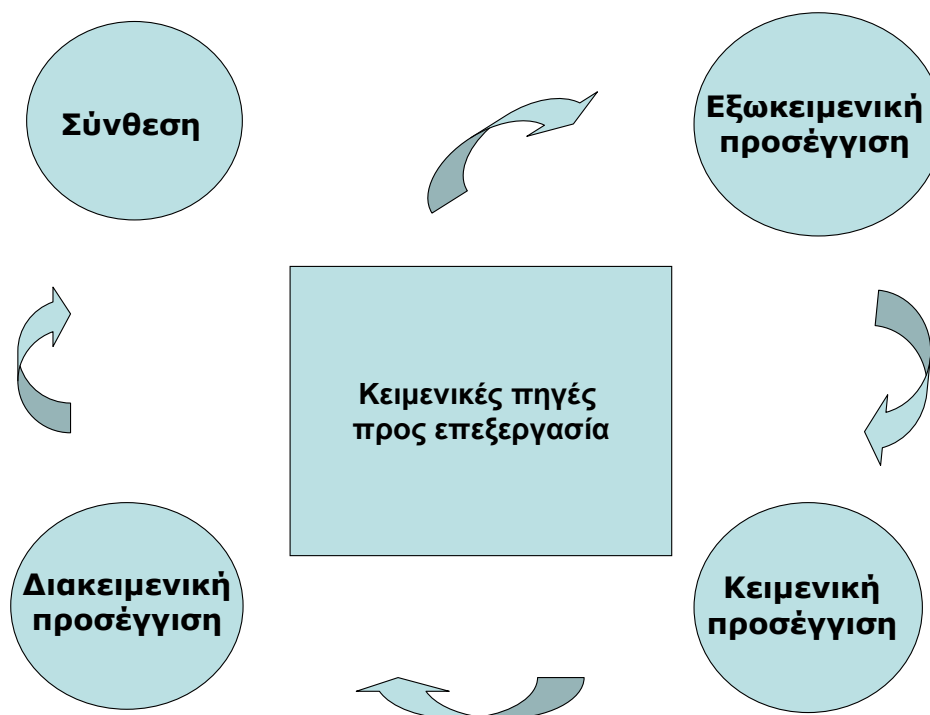 Σύνθεση
Εξωκειμενική
προσέγγιση
Κειμενικές πηγές
προς επεξεργασία
Διακειμενική
προσέγγιση
Κειμενική
προσέγγιση